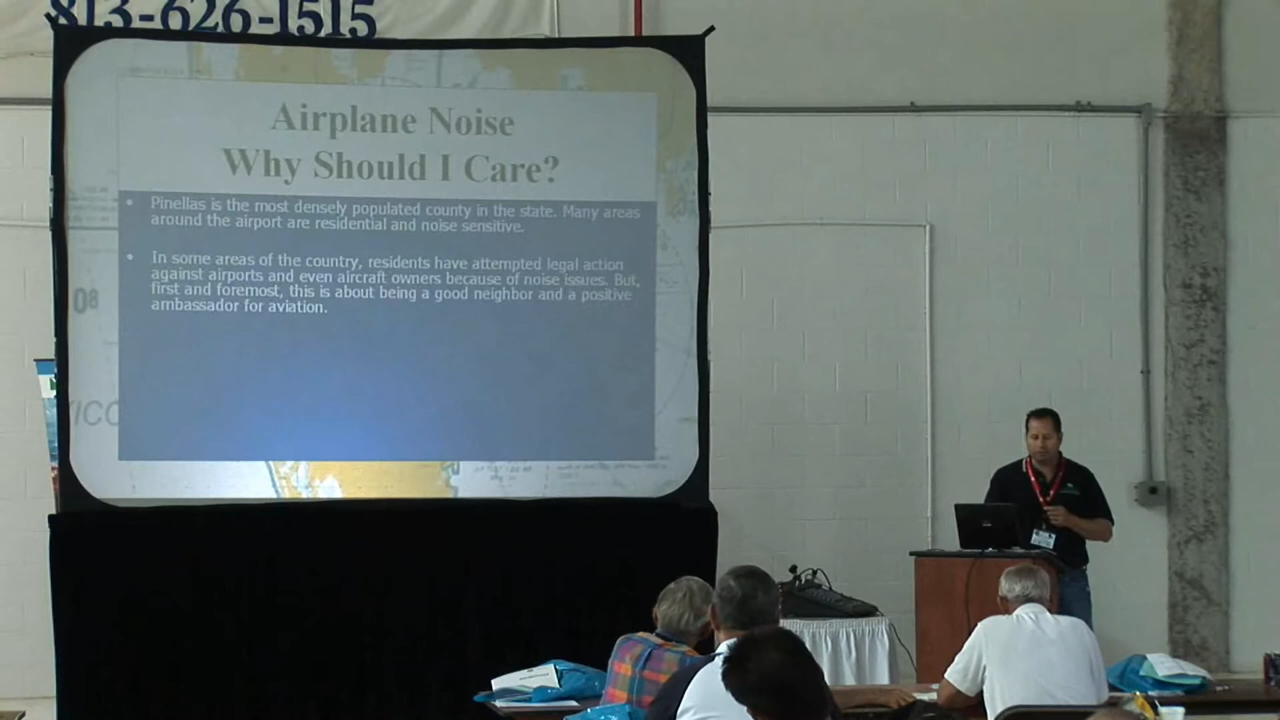 813-626-1515
Airplane Noise
Why Should I Care?
• Pinellas is the most densely populated county in the state. Many areas
around the airport are residential and noise sensitive.
• In some areas of the country, residents have attempted legal action
against airports and even aircraft owners because of noise issues. But,
first and foremost, this is about being a good neighbor and a positive
ambassador for aviation.
08